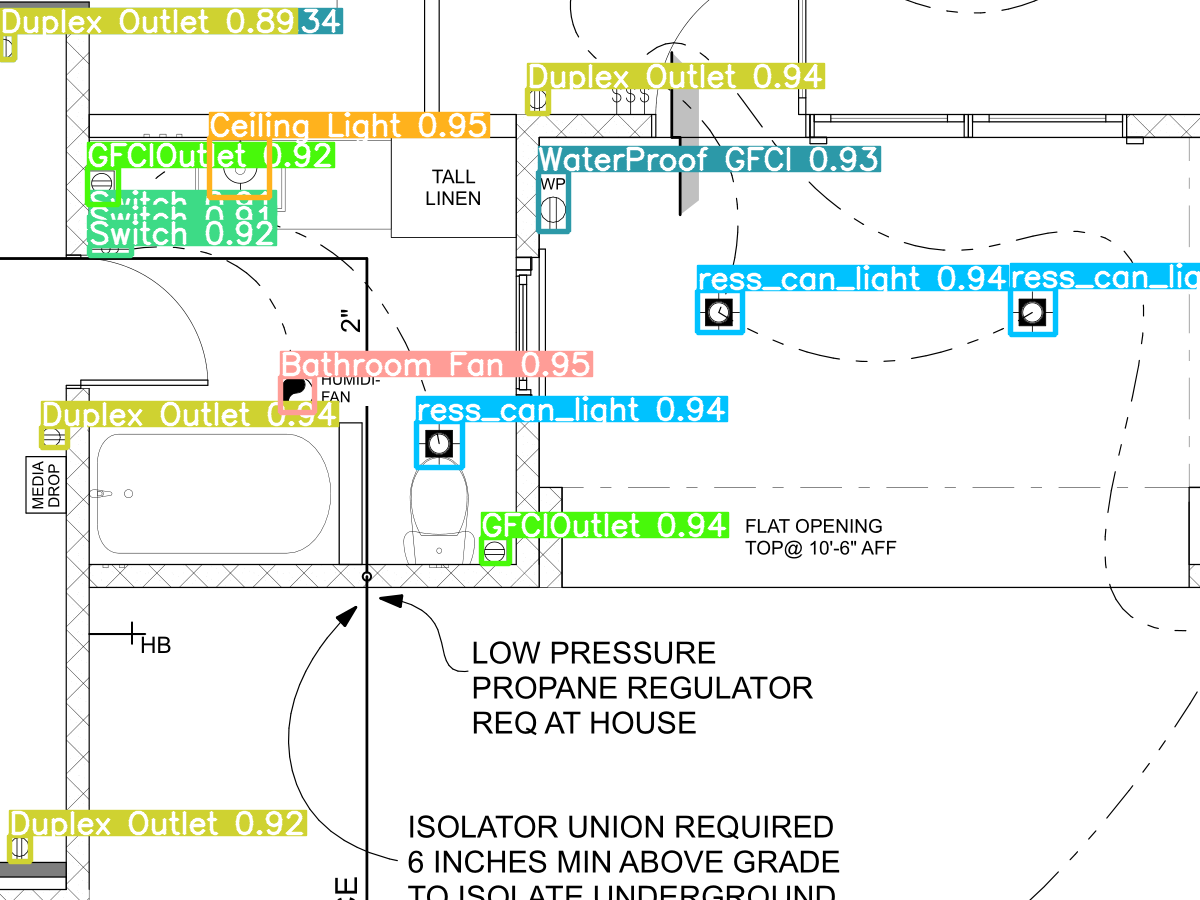 Duplex Outlet 0.89
34
Duplex Outlet 0.94
$$$
Ceiling Light 0.95
GFCIOutlet 0.92
WaterProof GFCI 0.93
WP
TALL
LINEN
Switch 0.91
Switch 0.92
ress_can_light 0.94
ress_can_lig
2"
Bathroom Fan 0.95
HUMIDI-
FAN
Duplex Outlet 0.94
ress_can_light 0.94
MEDIA
DROP
GFCIOutlet 0.94
FLAT OPENING
TOP@ 10'-6" AFF
HB
LOW PRESSURE
PROPANE REGULATOR
REQ AT HOUSE
Duplex Outlet 0.92
ISOLATOR UNION REQUIRED
6 INCHES MIN ABOVE GRADE
TO ISOLATE UNDERGROUND